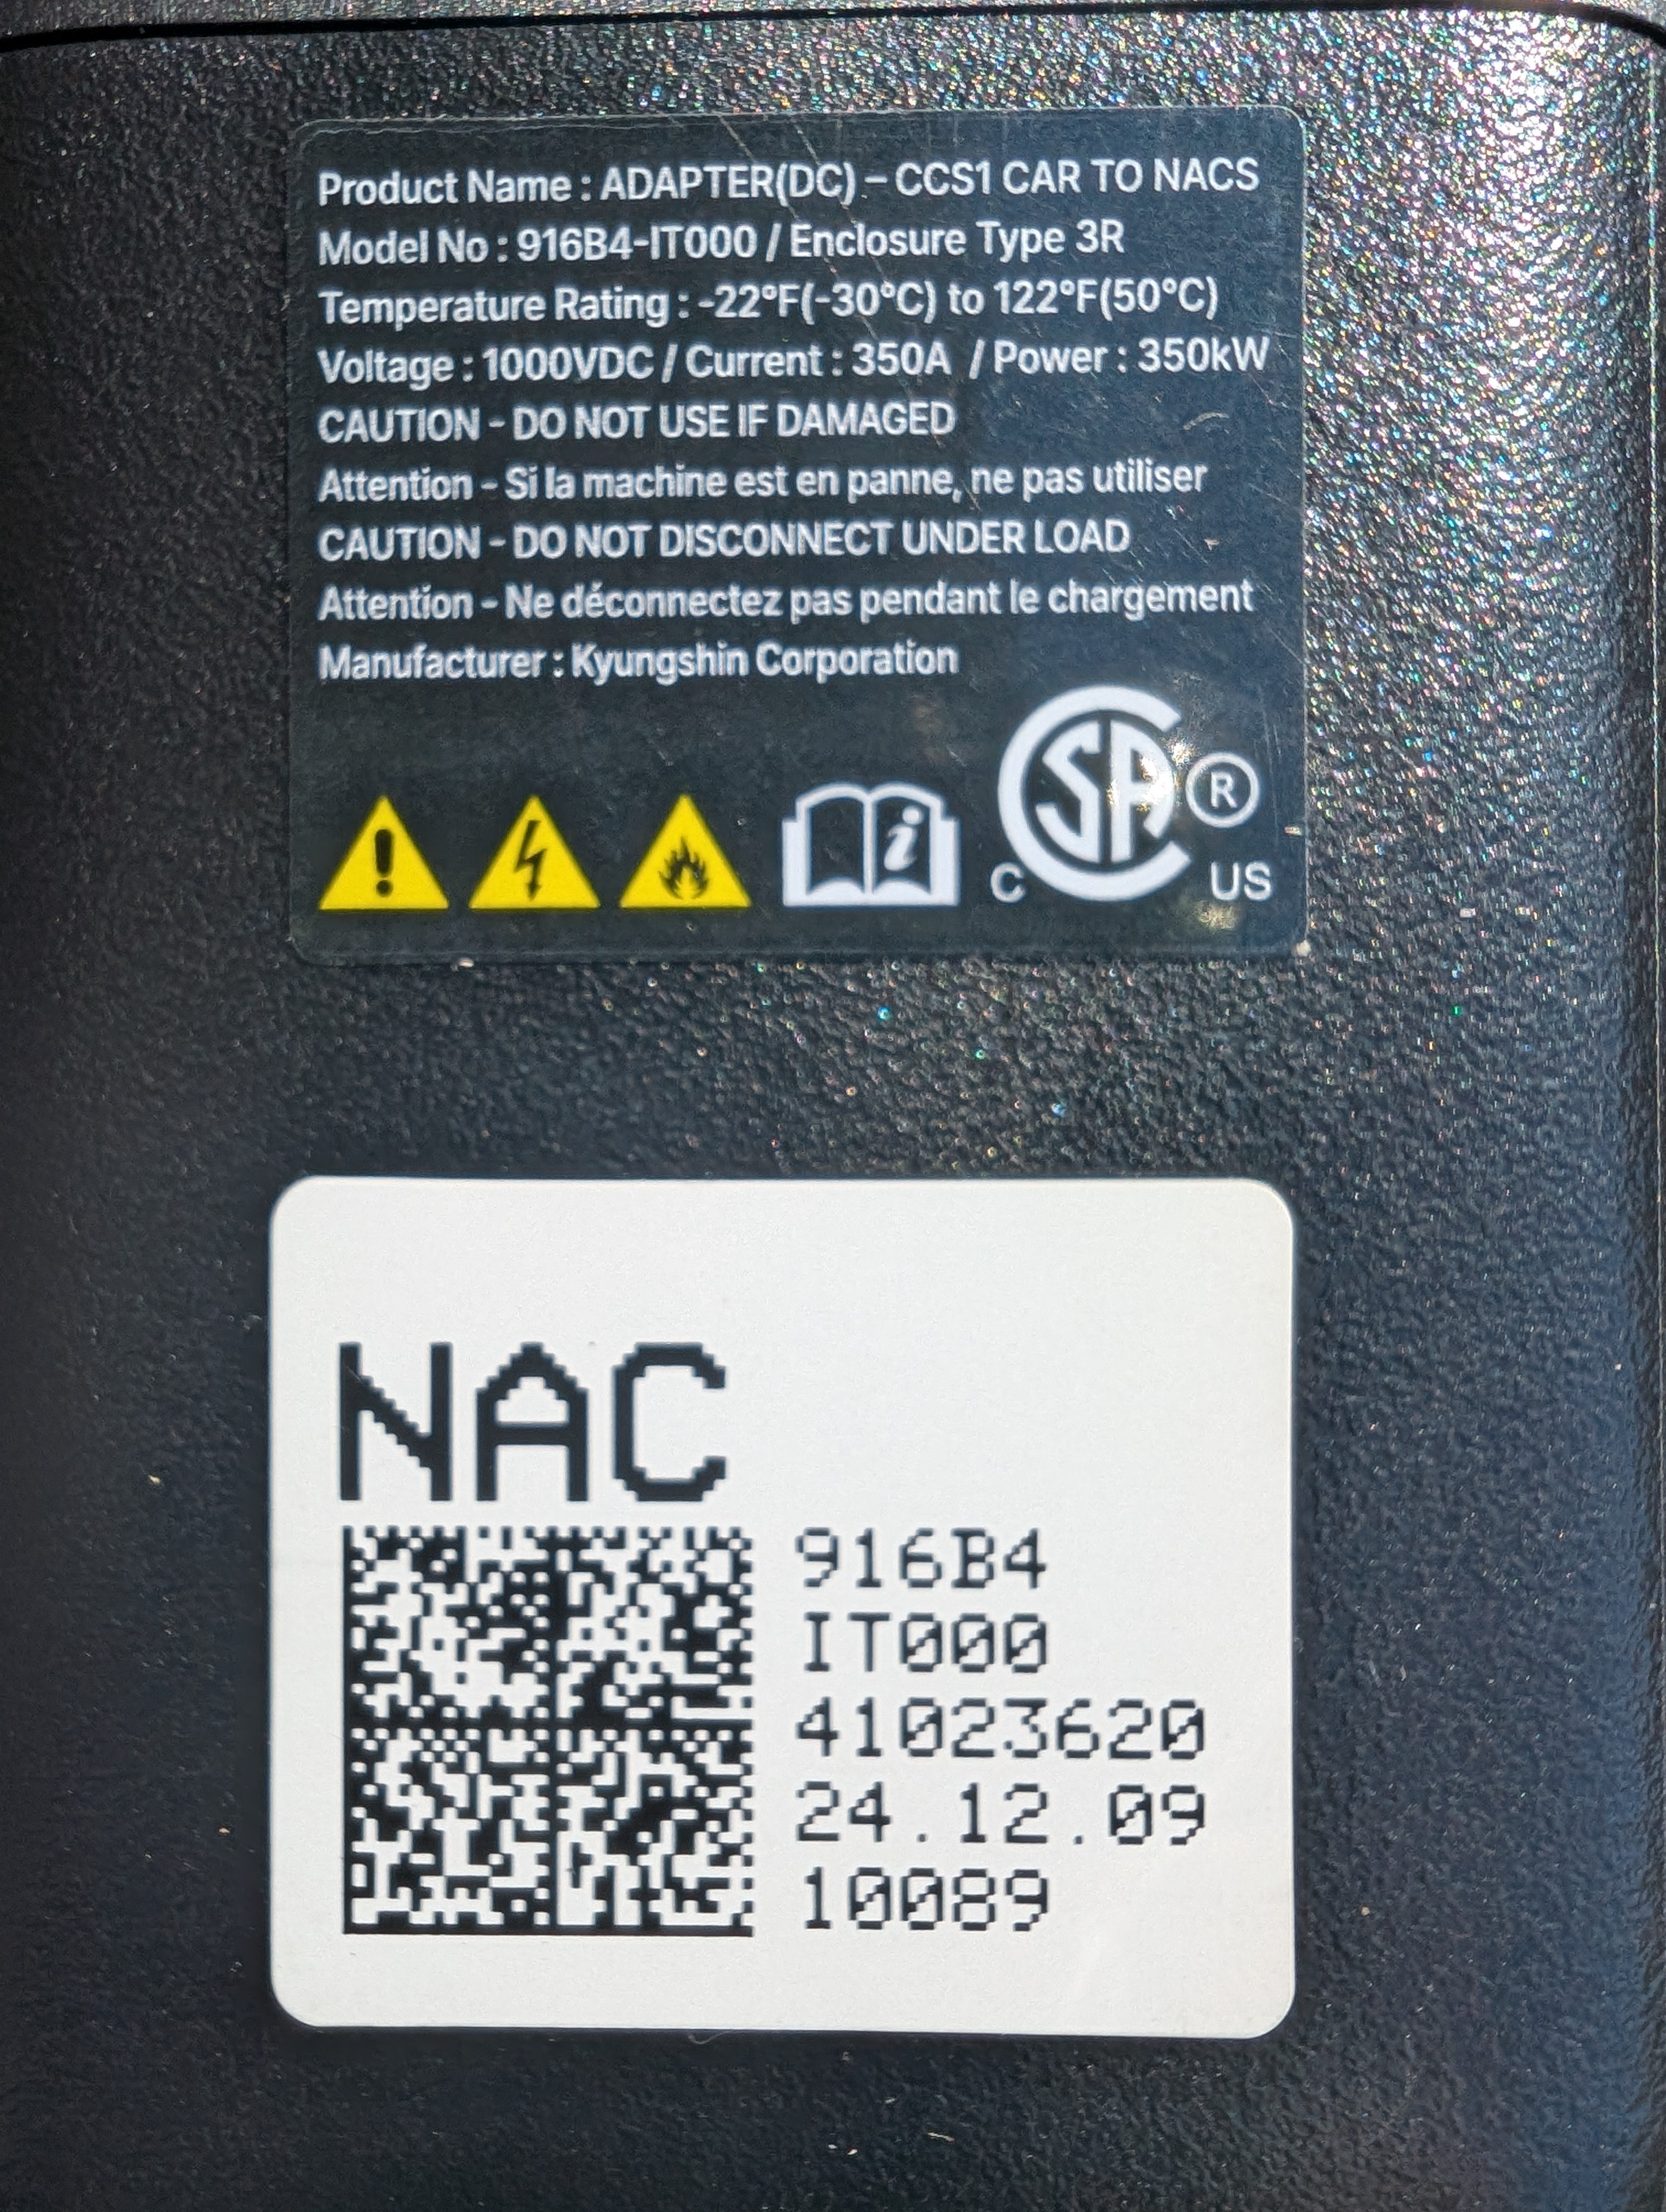 Product Name : ADAPTER(DC) – CCS1 CAR TO NACS
Model No : 916B4-IT000 / Enclosure Type 3R
Temperature Rating : -22°F(-30°C) to 122°F(50°C)
Voltage : 1000VDC / Current : 350A / Power : 350kW
CAUTION - DO NOT USE IF DAMAGED
Attention - Si la machine est en panne, ne pas utiliser
CAUTION - DO NOT DISCONNECT UNDER LOAD
Attention - Ne déconnectez pas pendant le chargement
Manufacturer : Kyungshin Corporation
C SA ® C US
NAC
916B4
IT000
41023620
24.12.09
10089